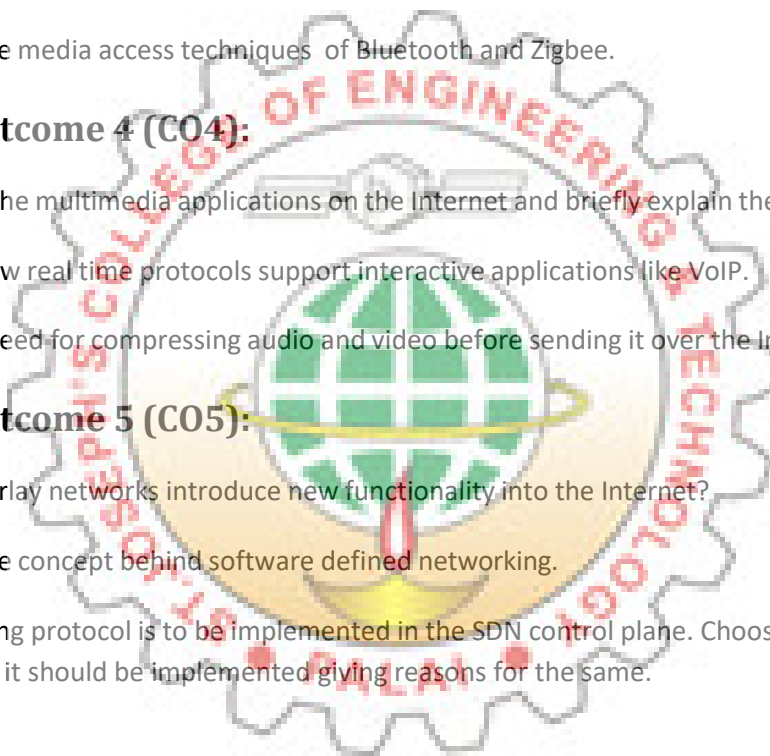 e media access techniques of Bluetooth and Zigbee.
tcome 4 (CO4):
he multimedia applications on the Internet and briefly explain the
w real time protocols support interactive applications like VoIP.
eed for compressing audio and video before sending it over the I
tcome 5 (CO5):
rlay networks introduce new functionality into the Internet?
e concept behind software defined networking.
ng protocol is to be implemented in the SDN control plane. Choos
it should be implemented giving reasons for the same.
ST. JOSEPH'S COLLEGE OF ENGINEERING & TECHNOLOGY
PALAI